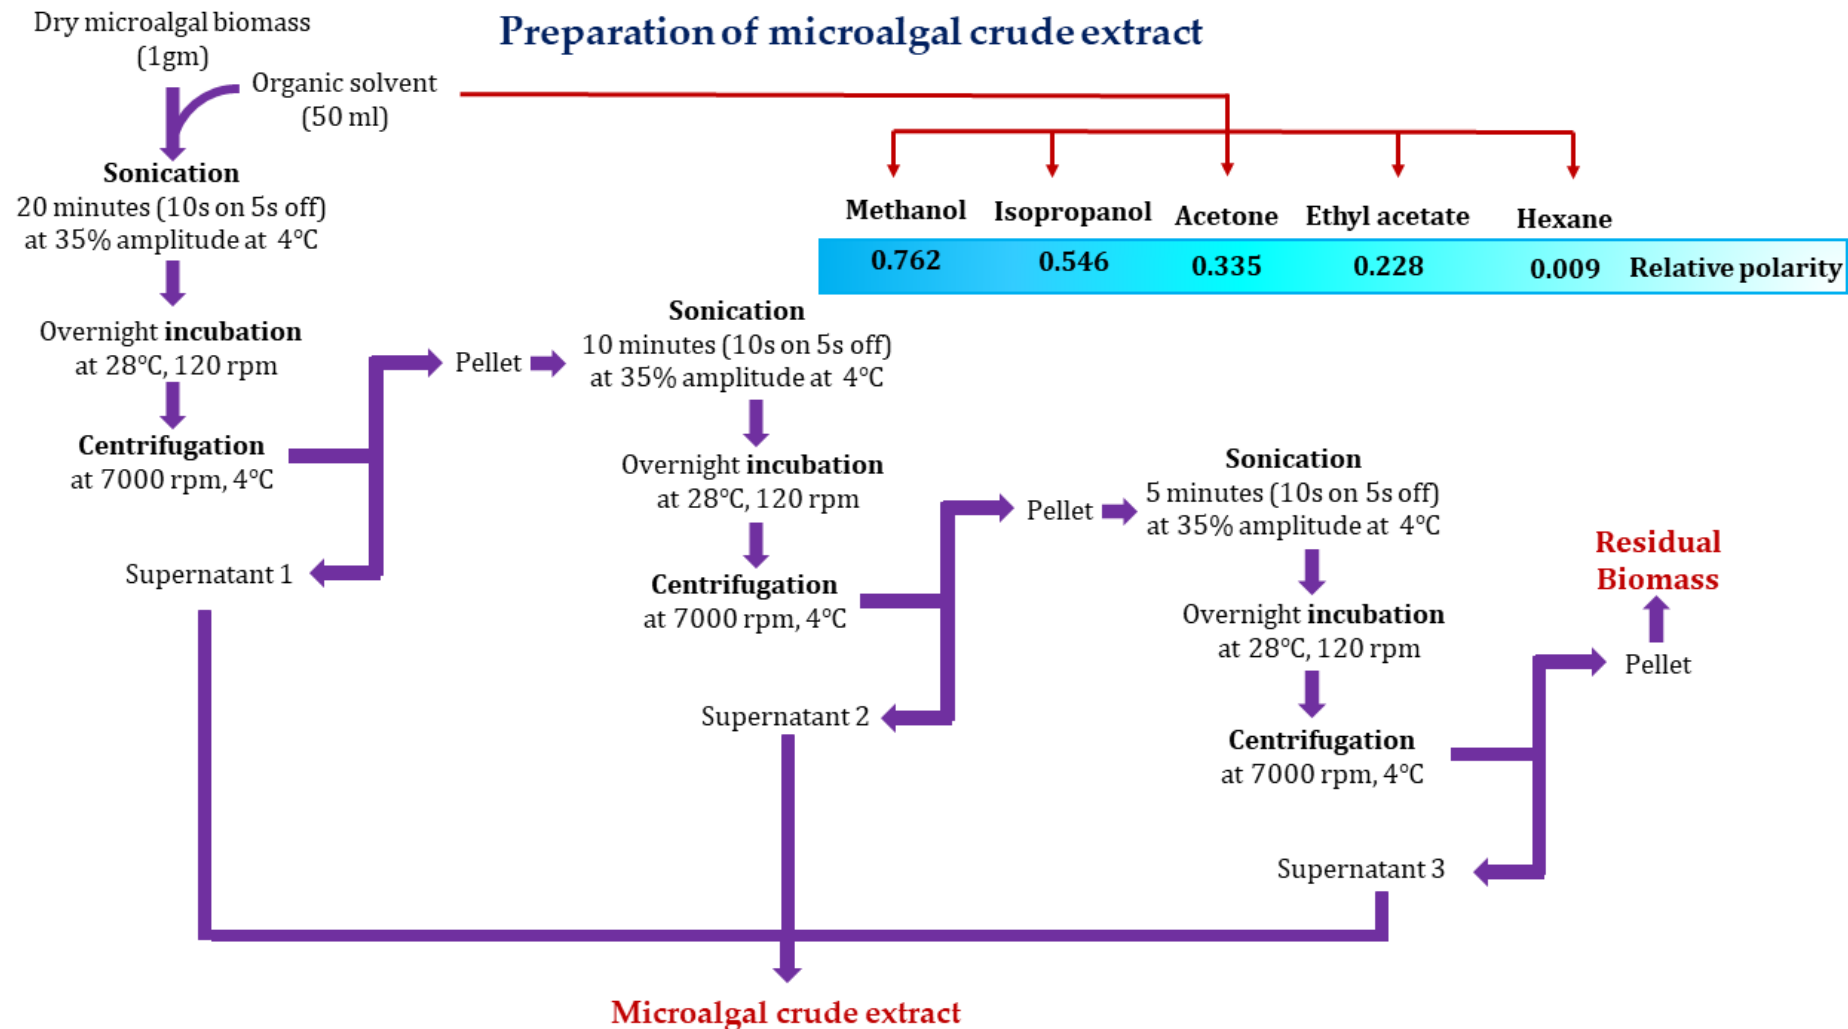 Preparation of microalgal crude extract
Dry microalgal biomass
(1gm)
Organic solvent
(50 ml)
Sonication
20 minutes (10s on 5s off)
at 35% amplitude at 4°C
Overnight incubation
at 28°C, 120 rpm
Centrifugation
at 7000 rpm, 4°C
Supernatant 1
Methanol
Isopropanol
Acetone
Ethyl acetate
Hexane
0.762
0.546
0.335
0.228
0.009
Relative polarity
Pellet
Sonication
10 minutes (10s on 5s off)
at 35% amplitude at 4°C
Overnight incubation
at 28°C, 120 rpm
Centrifugation
at 7000 rpm, 4°C
Supernatant 2
Pellet
Sonication
5 minutes (10s on 5s off)
at 35% amplitude at 4°C
Overnight incubation
at 28°C, 120 rpm
Centrifugation
at 7000 rpm, 4°C
Supernatant 3
Pellet
Residual
Biomass
Microalgal crude extract